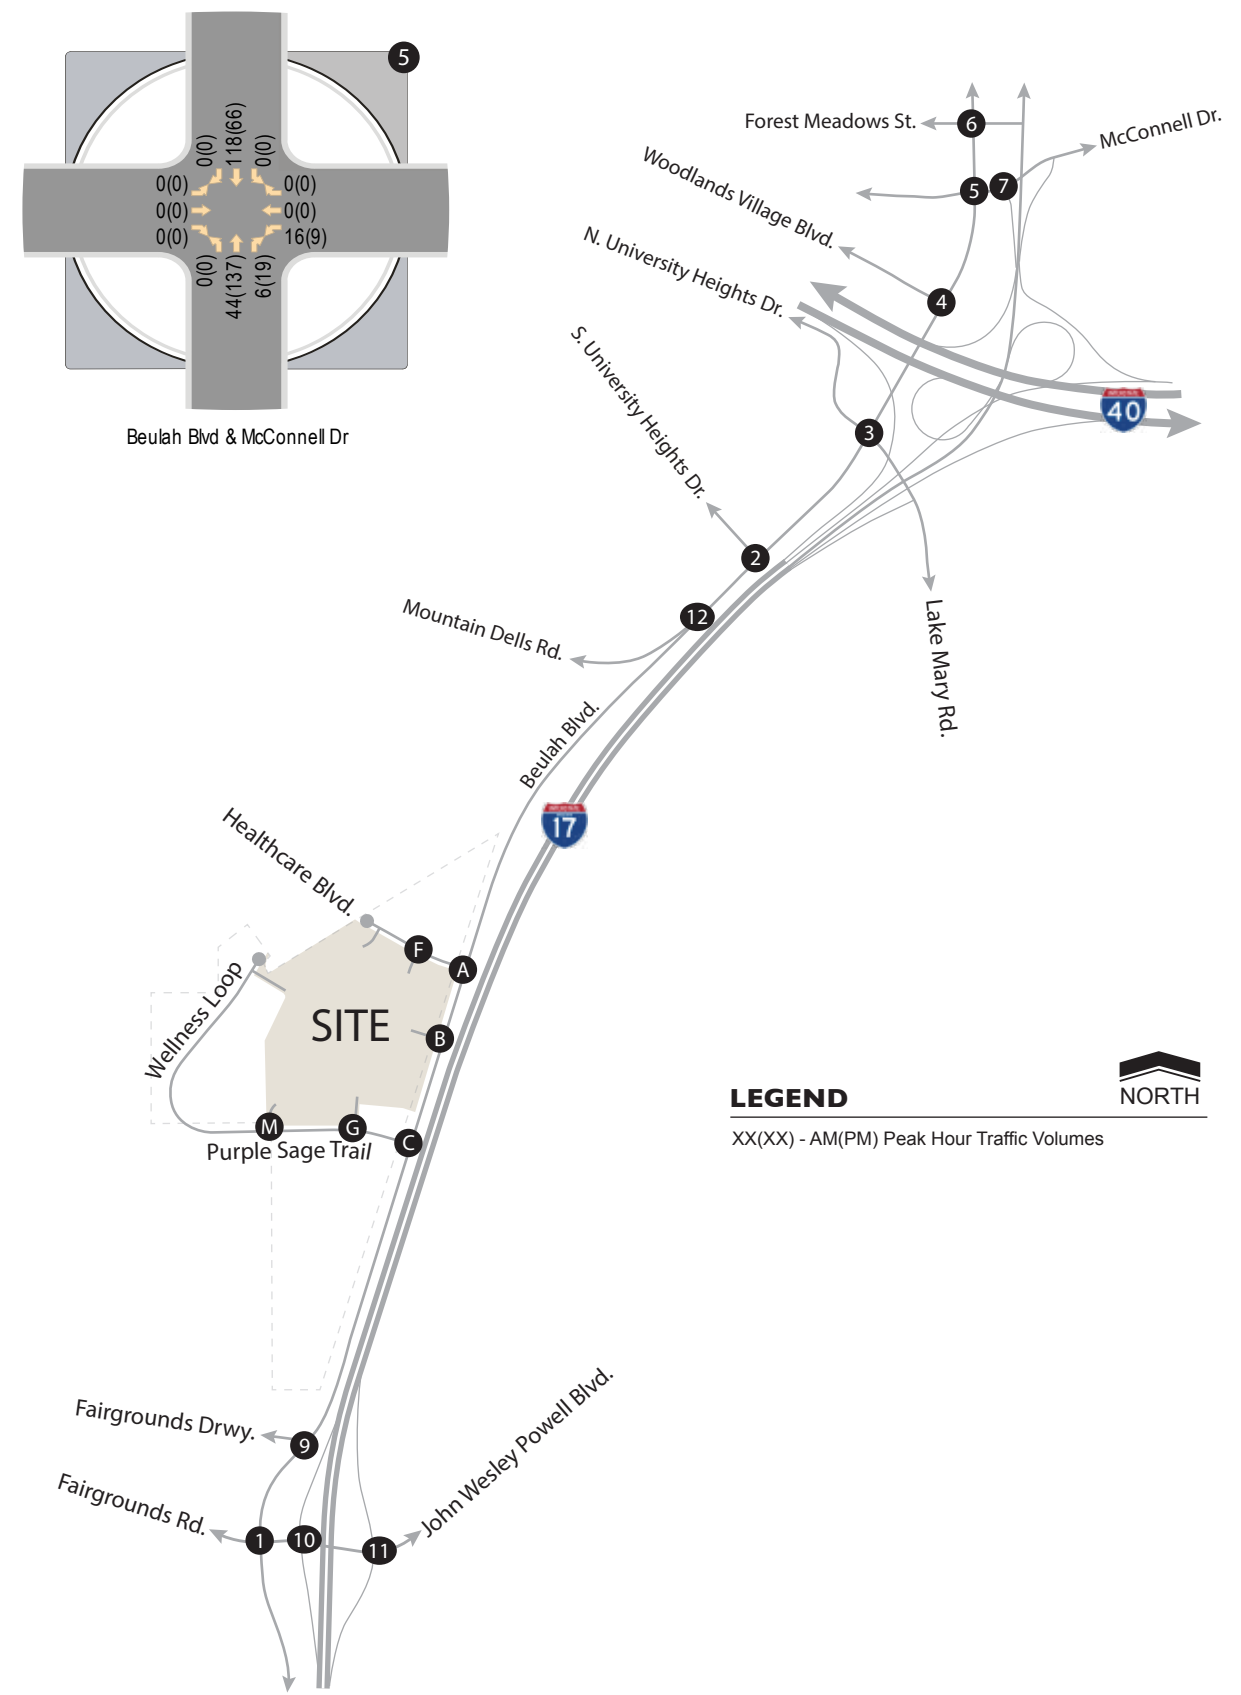 5
0(0)
118(66)
0(0)
0(0)
0(0)
0(0)
0(0)
0(0)
16(9)
0(0)
44(137)
6(19)
Beulah Blvd & McConnell Dr
Forest Meadows St.
6
McConnell Dr.
Woodlands Village Blvd.
5
7
N. University Heights Dr.
4
S. University Heights Dr.
3
40
2
12
Mountain Dells Rd.
Lake Mary Rd.
Beulah Blvd.
17
Healthcare Blvd.
F
A
Wellness Loop
SITE
B
M
G
C
Purple Sage Trail
LEGEND
NORTH
XX(XX) - AM(PM) Peak Hour Traffic Volumes
Fairgrounds Drwy.
9
John Wesley Powell Blvd.
Fairgrounds Rd.
1
10
11